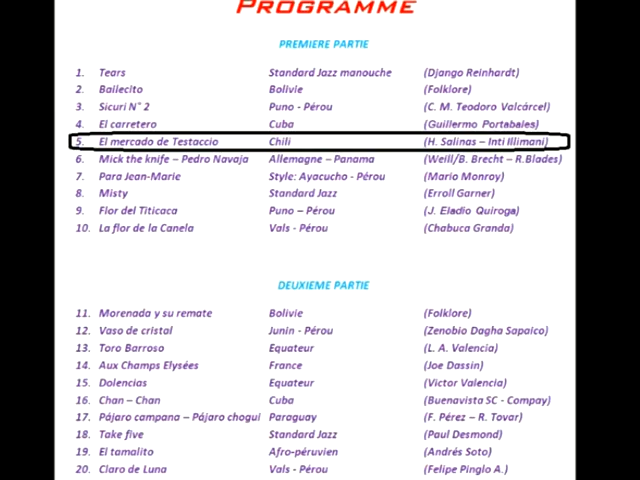 PROGRAMME
PREMIERE PARTIE
1. Tears Standard Jazz manouche (Django Reinhardt)
2. Bailecito Bolivie (Folklore)
3. Sicuri N° 2 Puno - Pérou (C. M. Teodoro Valcárcel)
4. El carretero Cuba (Guillermo Portabales)
5. El mercado de Testaccio Chili (H. Salinas – Inti Illimani)
6. Mick the knife – Pedro Navaja Allemagne – Panama (Weill/B. Brecht – R.Blades)
7. Para Jean-Marie Style: Ayacucho - Pérou (Mario Monroy)
8. Misty Standard Jazz (Erroll Garner)
9. Flor del Titicaca Puno – Pérou (J. Eladio Quiroga)
10. La flor de la Canela Vals - Pérou (Chabuca Granda)
DEUXIEME PARTIE
11. Morenada y su remate Bolivie (Folklore)
12. Vaso de cristal Junin - Pérou (Zenobio Dagha Sapaico)
13. Toro Barroso Equateur (L. A. Valencia)
14. Aux Champs Elysées France (Joe Dassin)
15. Dolencias Equateur (Victor Valencia)
16. Chan – Chan Cuba (Buenavista SC - Compay)
17. Pájaro campana – Pájaro chogui Paraguay (F. Pérez – R. Tovar)
18. Take five Standard Jazz (Paul Desmond)
19. El tamalito Afro-péruvien (Andrés Soto)
20. Claro de Luna Vals - Pérou (Felipe Pinglo A.)